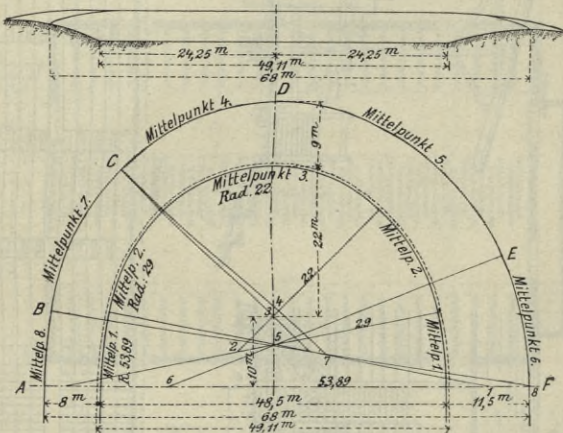 24,25 m 24,25 m
49,11 m
68 m
D
Mittelpunkt 4.
Mittelpunkt 5.
9 m
C
Mittelpunkt 3.
Rad. 22
Mittelpunkt 7.
22 m
Mittelp. 2.
Rad. 29
Mittelp. 2.
22
E
4
3
B
29
Mittelpunkt 6.
5
2 7
Mittelp. 1.
R. 53,89
Mittelp. 1.
Mittelp. 8.
10 m
A 6 53,89 1 8 F
8 m 48,5 m 11,5 m
68 m
49,11 m